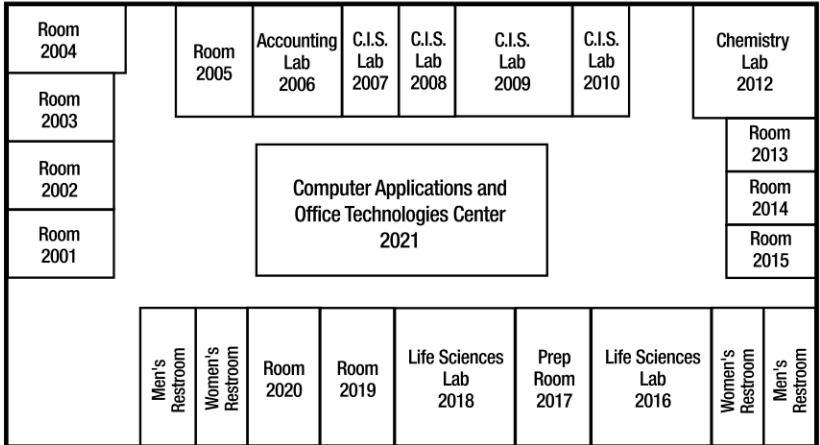 Room
2004
Room
2005
Accounting
Lab
2006
C.I.S.
Lab
2007
C.I.S.
Lab
2008
C.I.S.
Lab
2009
C.I.S.
Lab
2010
Chemistry
Lab
2012
Room
2003
Room
2013
Room
2002
Computer Applications and
Office Technologies Center
2021
Room
2014
Room
2001
Room
2015
Men's
Restroom
Women's
Restroom
Room
2020
Room
2019
Life Sciences
Lab
2018
Prep
Room
2017
Life Sciences
Lab
2016
Women's
Restroom
Men's
Restroom